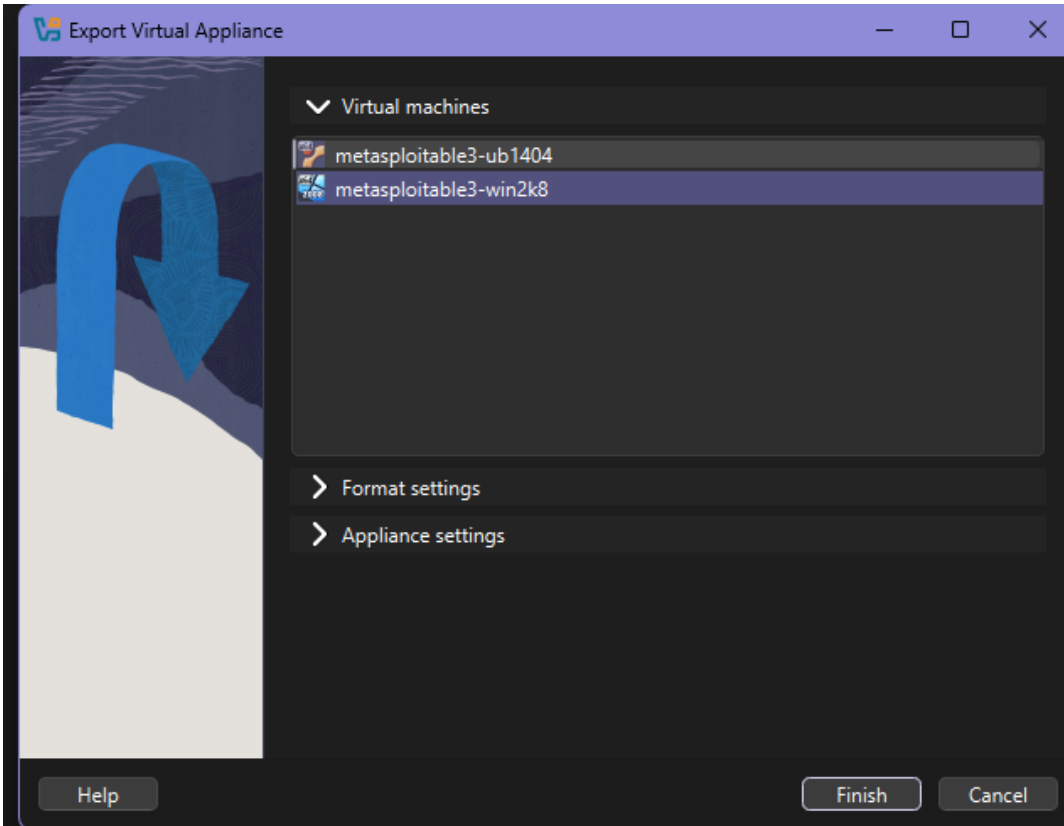 Export Virtual Appliance
Virtual machines
metasploitable3-ub1404
metasploitable3-win2k8
Format settings
Appliance settings
Help
Finish
Cancel